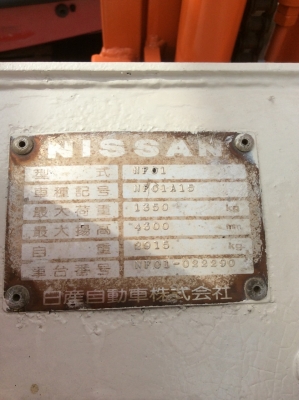 NISSAN
型 式 NF01
車種記号 NF01A15
最大荷重 1350 kg
最大揚高 4300 mm
自 重 2915 kg
車台番号 NF01-022290
日産自動車株式会社